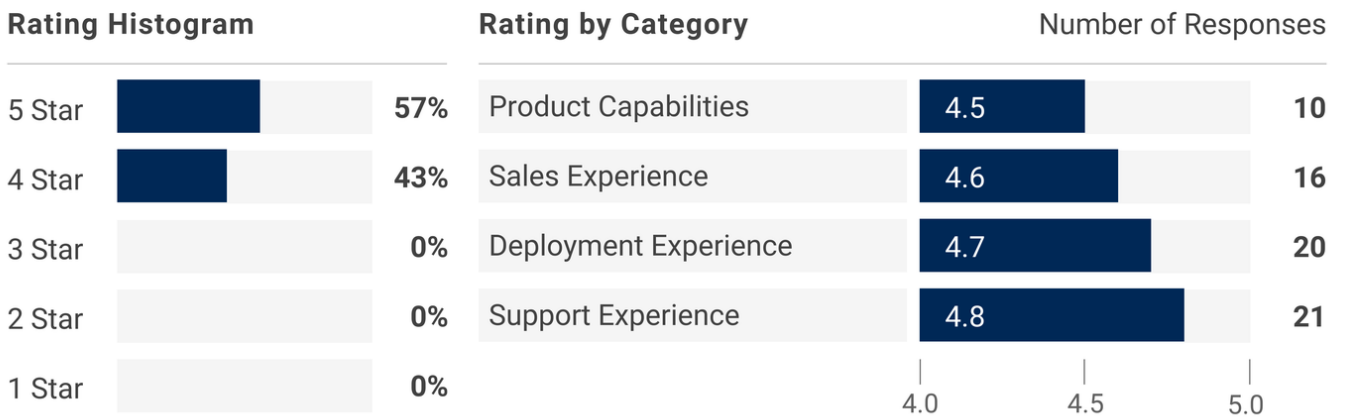 Rating Histogram
5 Star 57%
4 Star 43%
3 Star 0%
2 Star 0%
1 Star 0%
Rating by Category Number of Responses
Product Capabilities 4.5 10
Sales Experience 4.6 16
Deployment Experience 4.7 20
Support Experience 4.8 21
4.0 4.5 5.0